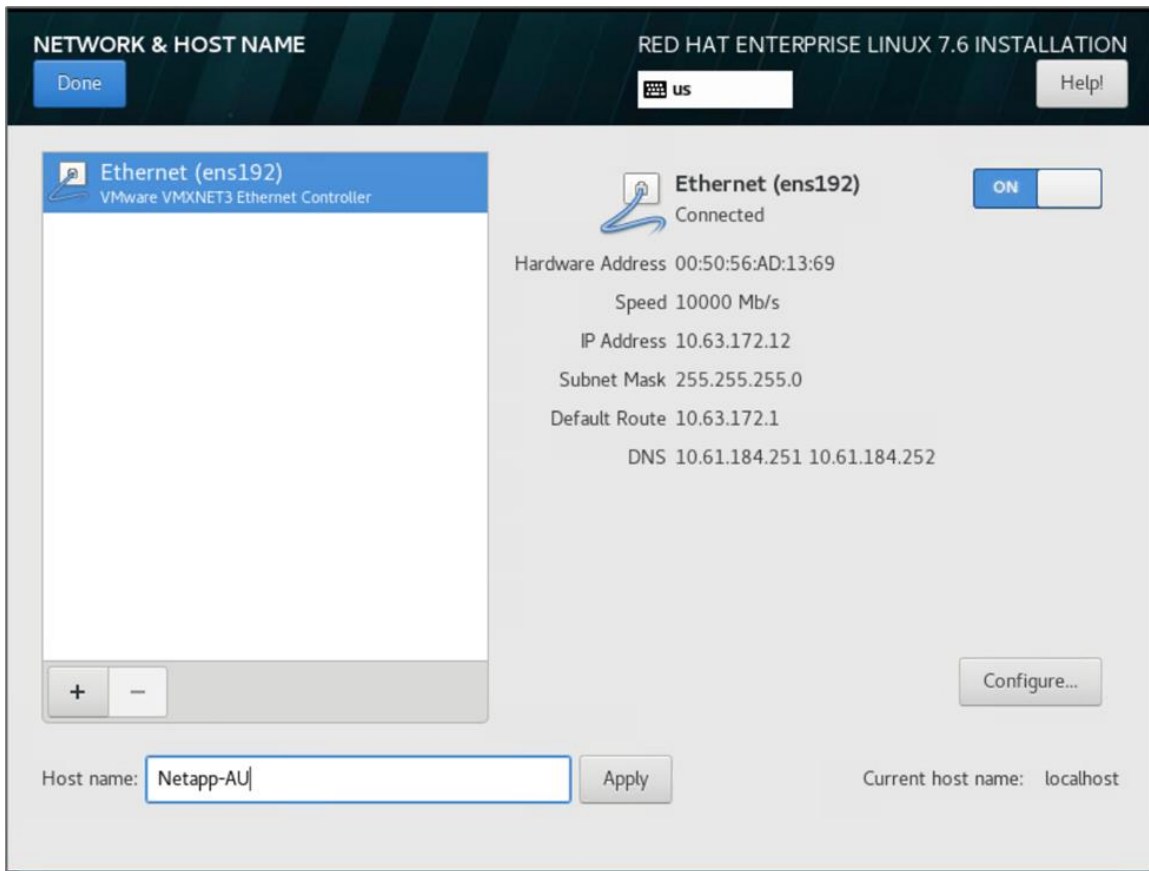 NETWORK & HOST NAME
RED HAT ENTERPRISE LINUX 7.6 INSTALLATION
Done
us
Help!
Ethernet (ens192)
VMware VMXNET3 Ethernet Controller
Ethernet (ens192)
Connected
ON
Hardware Address 00:50:56:AD:13:69
Speed 10000 Mb/s
IP Address 10.63.172.12
Subnet Mask 255.255.255.0
Default Route 10.63.172.1
DNS 10.61.184.251 10.61.184.252
+ −
Configure...
Host name: Netapp-AU
Apply
Current host name: localhost